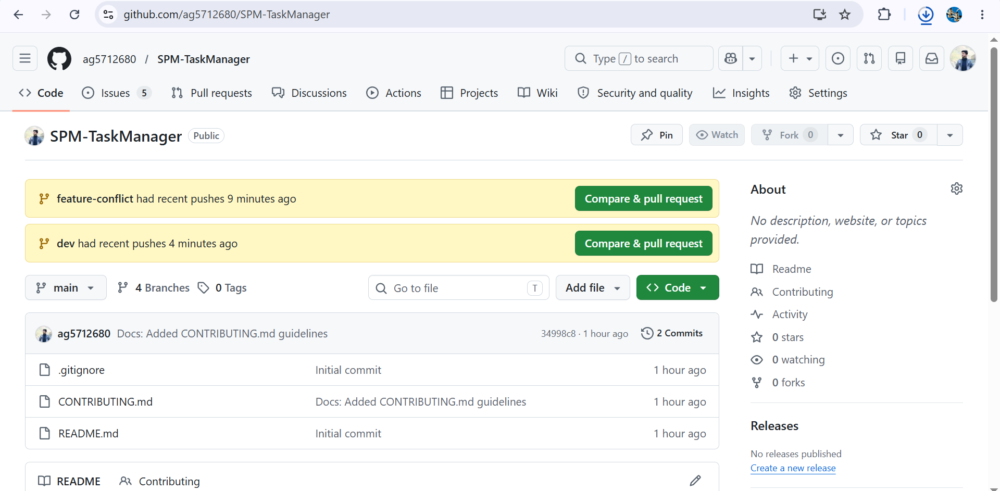 github.com/ag5712680/SPM-TaskManager
ag5712680 / SPM-TaskManager
Type / to search
Code
Issues 5
Pull requests
Discussions
Actions
Projects
Wiki
Security and quality
Insights
Settings
SPM-TaskManager Public
Pin
Watch
Fork 0
Star 0
feature-conflict had recent pushes 9 minutes ago
Compare & pull request
dev had recent pushes 4 minutes ago
Compare & pull request
main
4 Branches
0 Tags
Go to file T
Add file
Code
ag5712680 Docs: Added CONTRIBUTING.md guidelines 34998c8 · 1 hour ago 2 Commits
.gitignore Initial commit 1 hour ago
CONTRIBUTING.md Docs: Added CONTRIBUTING.md guidelines 1 hour ago
README.md Initial commit 1 hour ago
README
Contributing
About
No description, website, or topics
provided.
Readme
Contributing
Activity
0 stars
0 watching
0 forks
Releases
No releases published
Create a new release